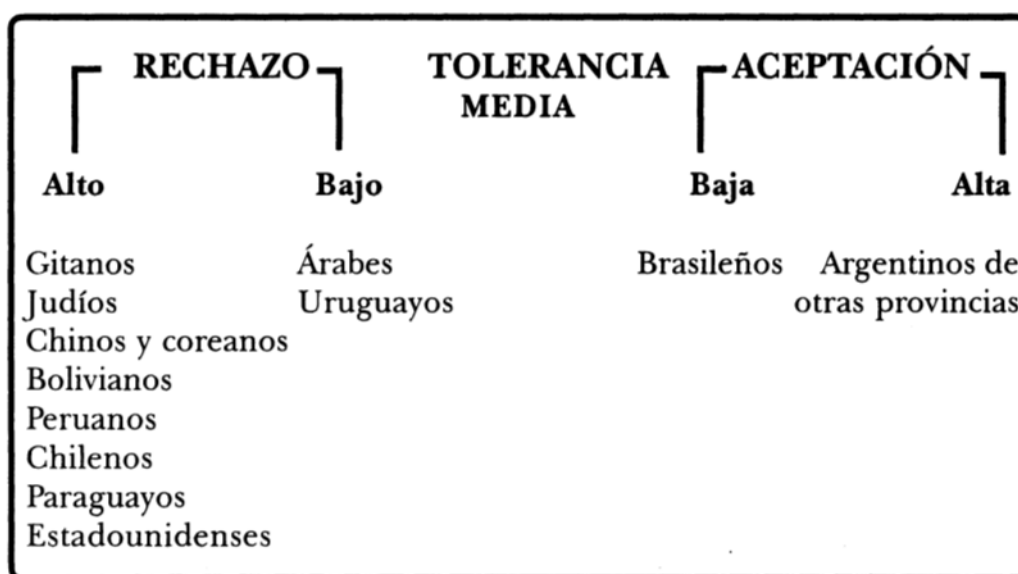 RECHAZO TOLERANCIA ACEPTACIÓN
MEDIA
Alto Bajo Baja Alta
Gitanos Árabes Brasileños Argentinos de
Judíos Uruguayos otras provincias
Chinos y coreanos
Bolivianos
Peruanos
Chilenos
Paraguayos
Estadounidenses